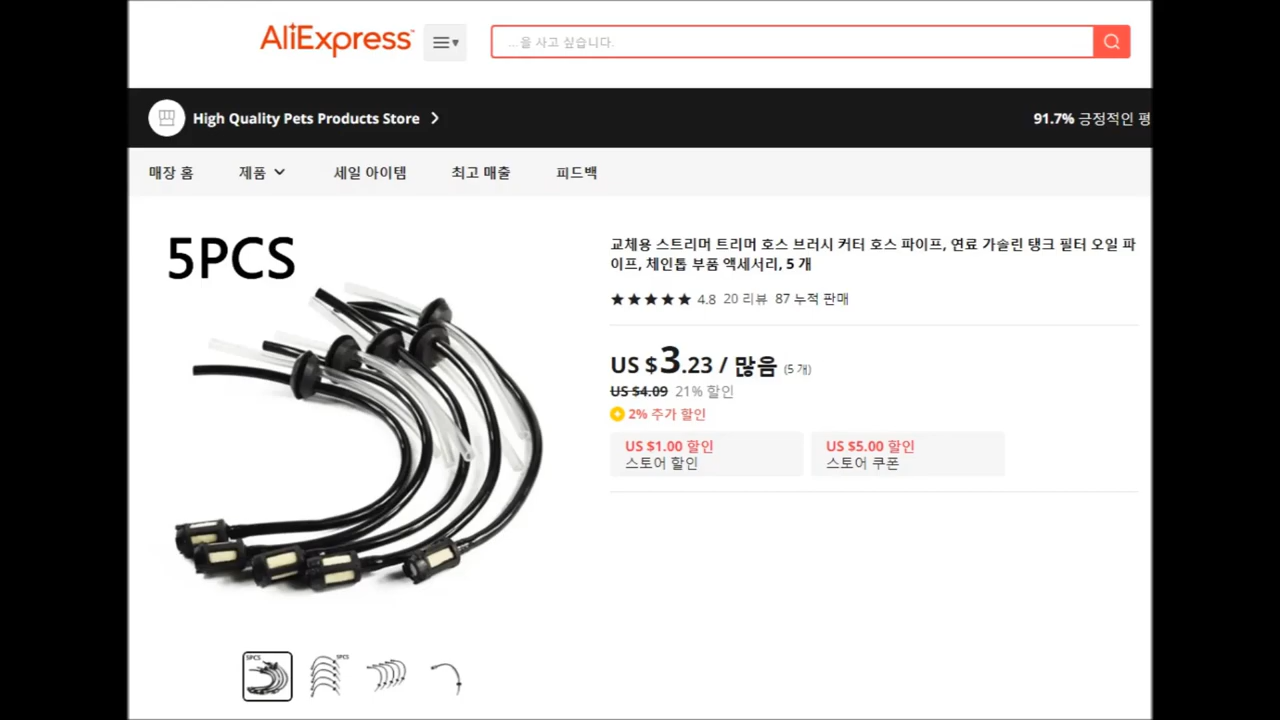 AliExpress
... 을 사고 싶습니다.
High Quality Pets Products Store
91.7% 긍정적인 평
매장 홈 제품 세일 아이템 최고 매출 피드백
5PCS
교체용 스트리머 트리머 호스 브러시 커터 호스 파이프, 연료 가솔린 탱크 필터 오일 파
이프, 체인톱 부품 액세서리, 5 개
4.8 20 리뷰 87 누적 판매
US $3.23 / 많음 (5 개)
US $4.09 21% 할인
2% 추가 할인
US $1.00 할인 US $5.00 할인
스토어 할인 스토어 쿠폰
5PCS 5PCS